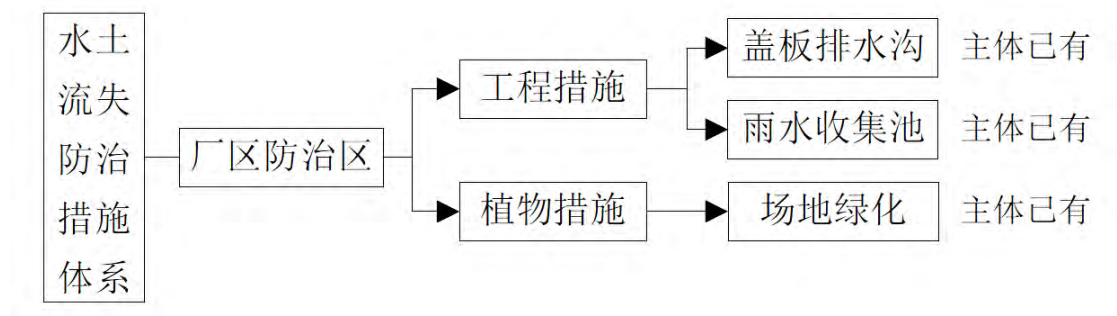 水土
流失
防治
措施
体系
厂区防治区
工程措施
盖板排水沟 主体已有
雨水收集池 主体已有
植物措施
场地绿化 主体已有